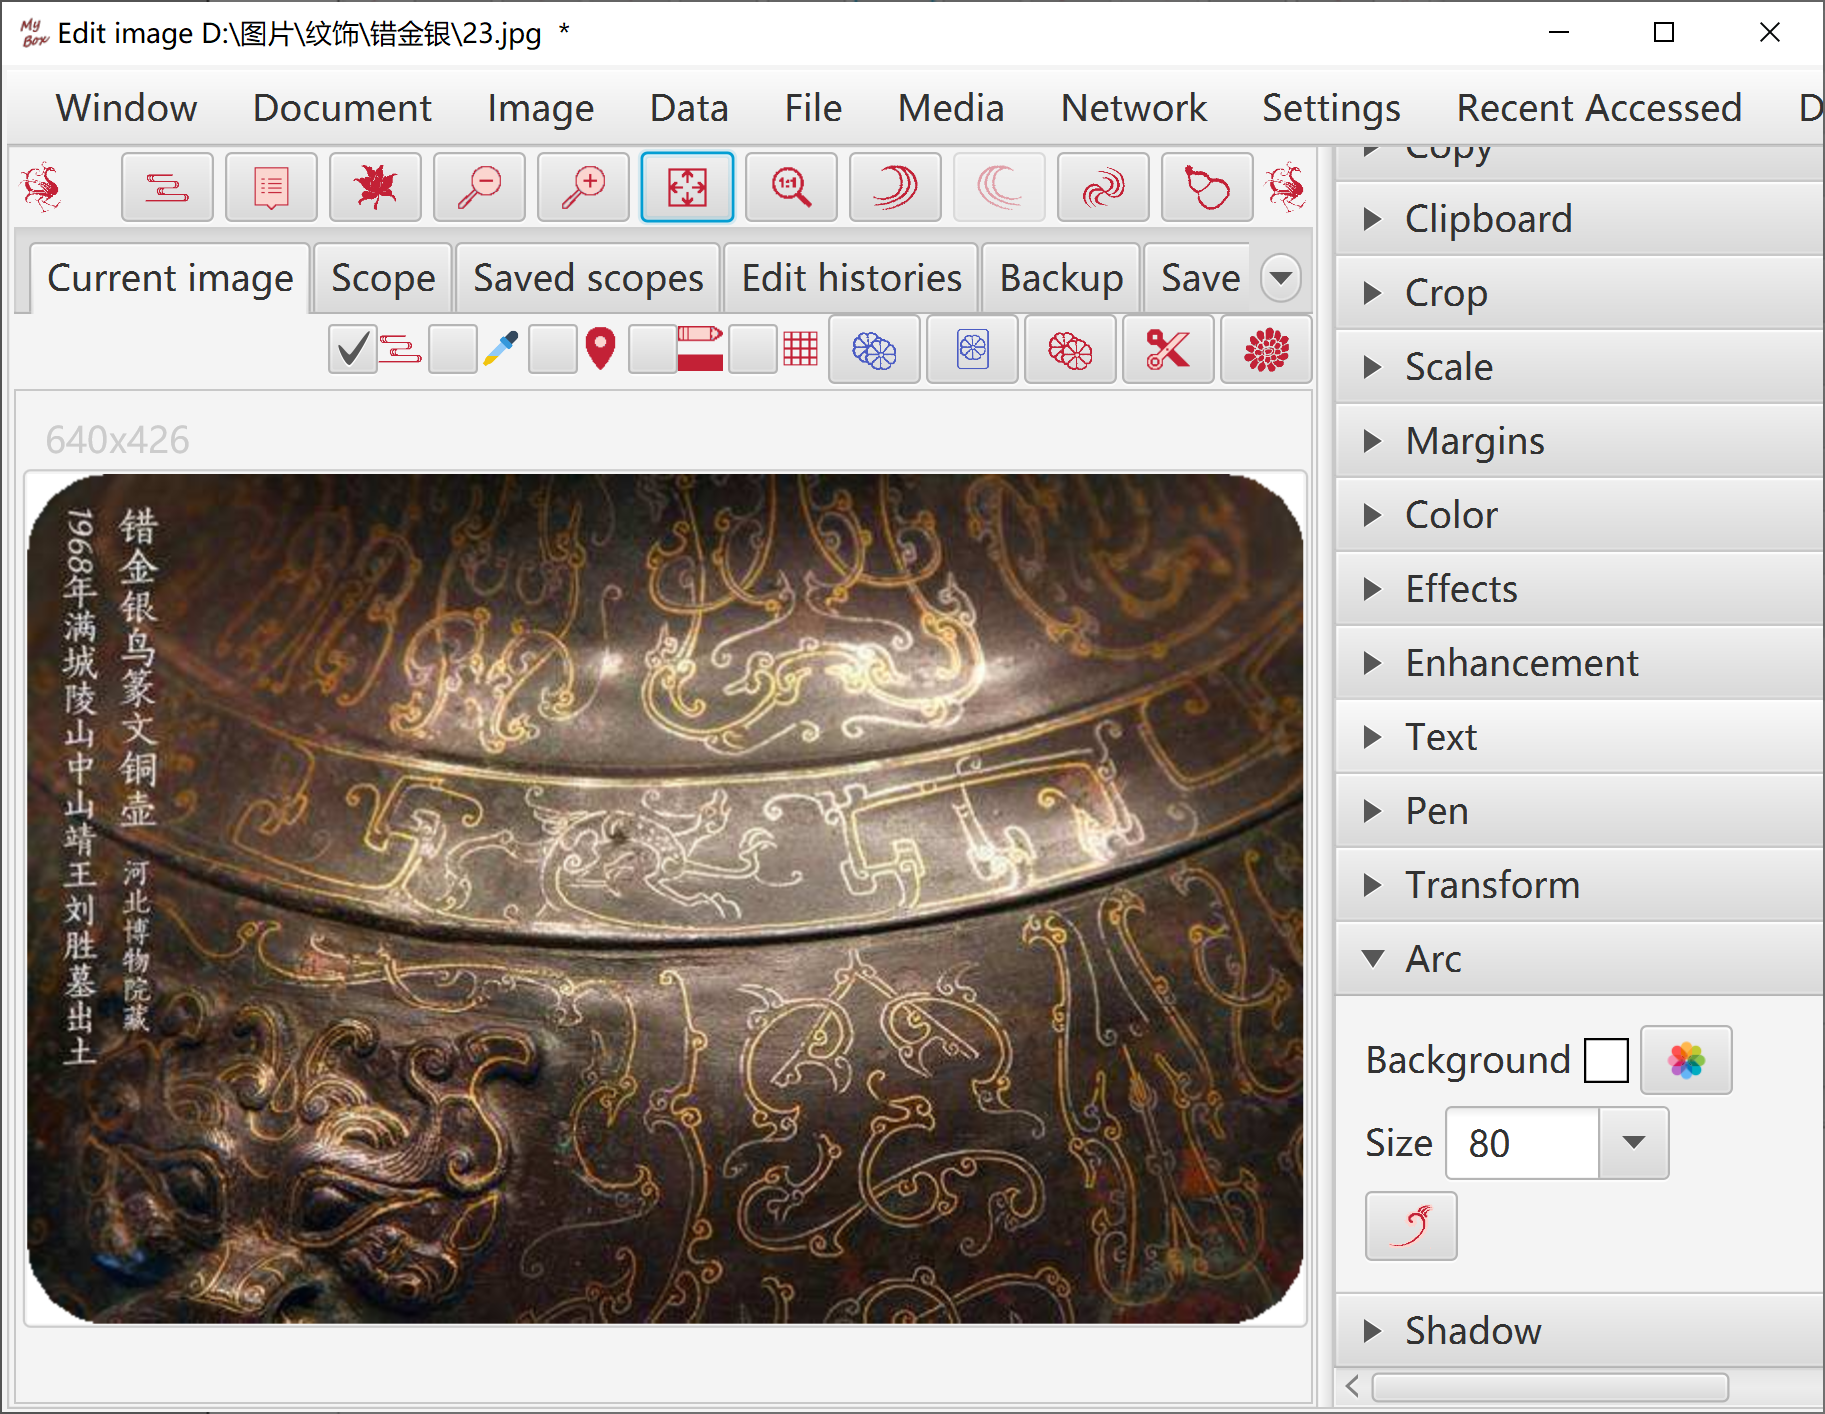 My Box
Edit image D:\图片\纹饰\错金银\23.jpg *
Window Document Image Data File Media Network Settings Recent Accessed D
1:1
Current image Scope Saved scopes Edit histories Backup Save
640x426
错金银鸟篆文铜壶 河北博物院藏
1968年满城陵山中山靖王刘胜墓出土
Copy
Clipboard
Crop
Scale
Margins
Color
Effects
Enhancement
Text
Pen
Transform
Arc
Background
Size 80
Shadow